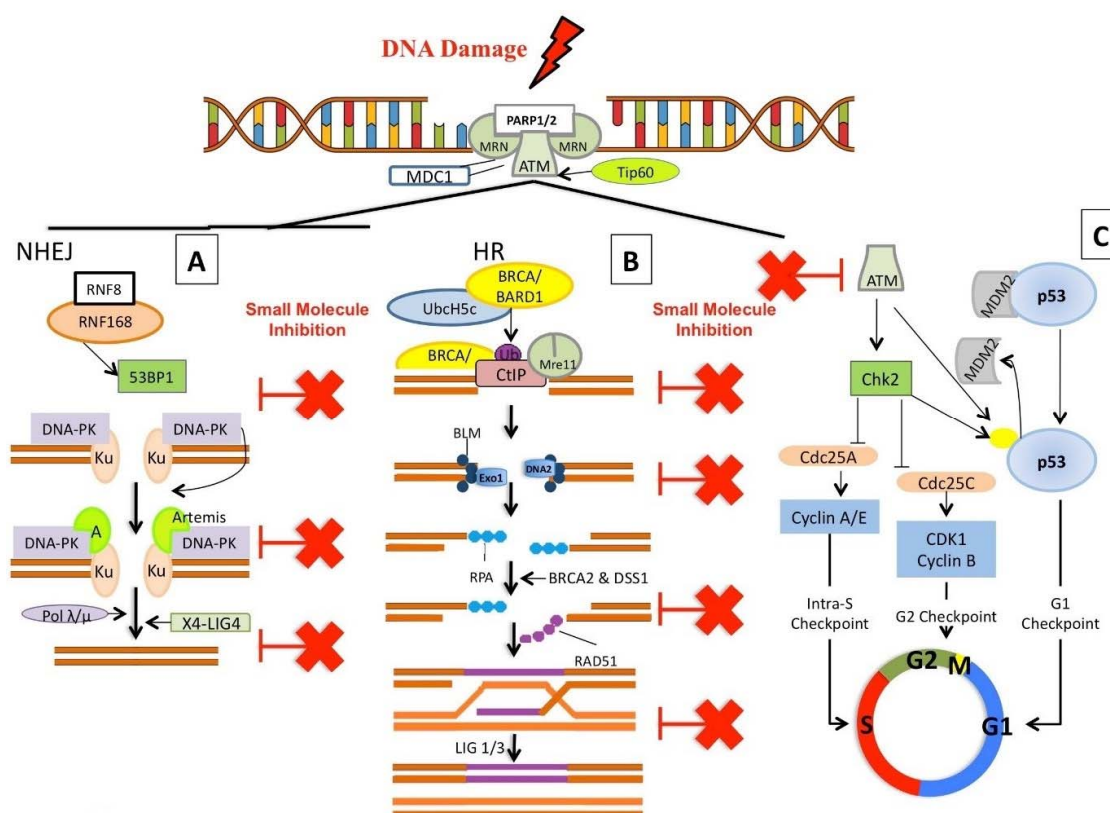 DNA Damage
PARP1/2
MRN
MRN
ATM
MDC1
Tip60
NHEJ
A
RNF8
RNF168
53BP1
Small Molecule
Inhibition
DNA-PK
DNA-PK
Ku
Ku
A
Artemis
DNA-PK
DNA-PK
Ku
Ku
Pol λ/μ
X4-LIG4
HR
B
BRCA/
BARD1
UbcH5c
BRCA/
Ub
Mre11
CtIP
Small Molecule
Inhibition
BLM
Exo1
DNA2
RPA
BRCA2 & DSS1
RAD51
LIG 1/3
C
ATM
MDM2
p53
MDM2
Chk2
p53
Cdc25A
Cdc25C
Cyclin A/E
CDK1
Cyclin B
Intra-S
Checkpoint
G2 Checkpoint
G1
Checkpoint
G2
M
S
G1